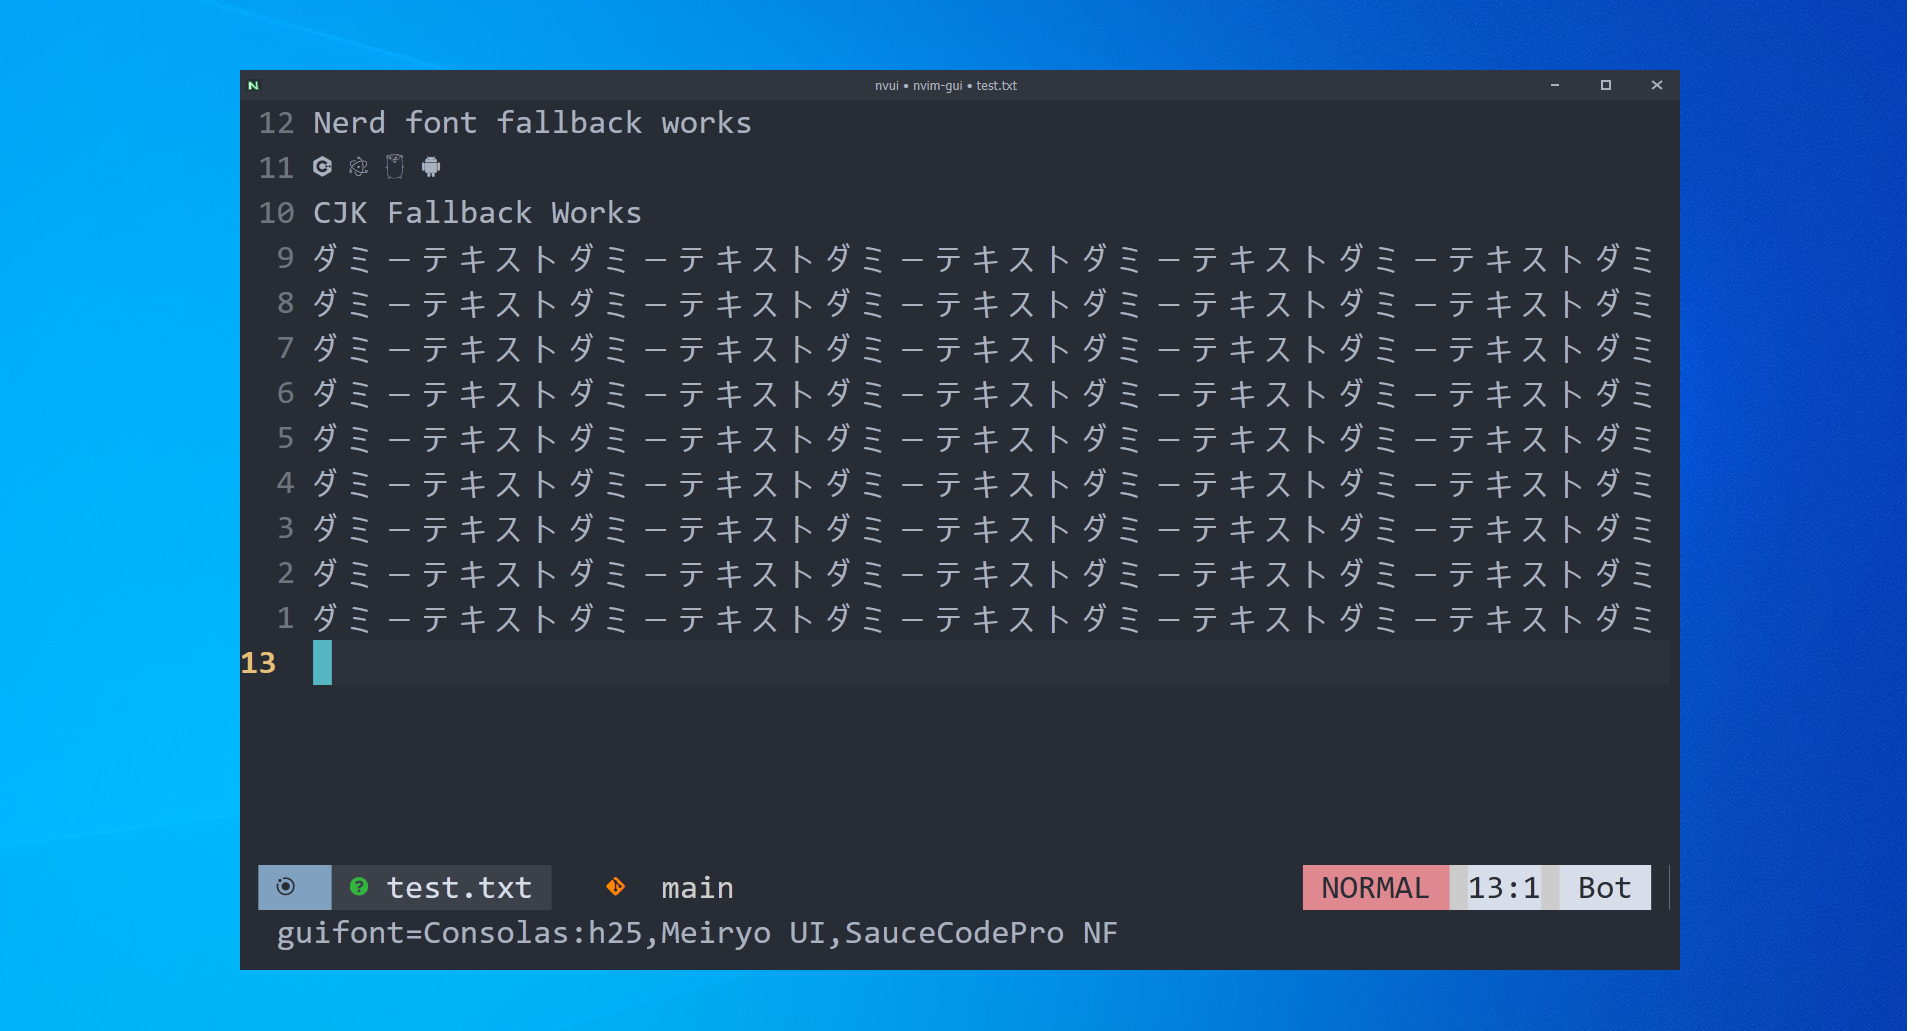 nvui • nvim-gui • test.txt
12 Nerd font fallback works
11
10 CJK Fallback Works
9 ダミーテキストダミーテキストダミーテキストダミーテキストダミーテキストダミ
8 ダミーテキストダミーテキストダミーテキストダミーテキストダミーテキストダミ
7 ダミーテキストダミーテキストダミーテキストダミーテキストダミーテキストダミ
6 ダミーテキストダミーテキストダミーテキストダミーテキストダミーテキストダミ
5 ダミーテキストダミーテキストダミーテキストダミーテキストダミーテキストダミ
4 ダミーテキストダミーテキストダミーテキストダミーテキストダミーテキストダミ
3 ダミーテキストダミーテキストダミーテキストダミーテキストダミーテキストダミ
2 ダミーテキストダミーテキストダミーテキストダミーテキストダミーテキストダミ
1 ダミーテキストダミーテキストダミーテキストダミーテキストダミーテキストダミ
13
test.txt main NORMAL 13:1 Bot
guifont=Consolas:h25,Meiryo UI,SauceCodePro NF